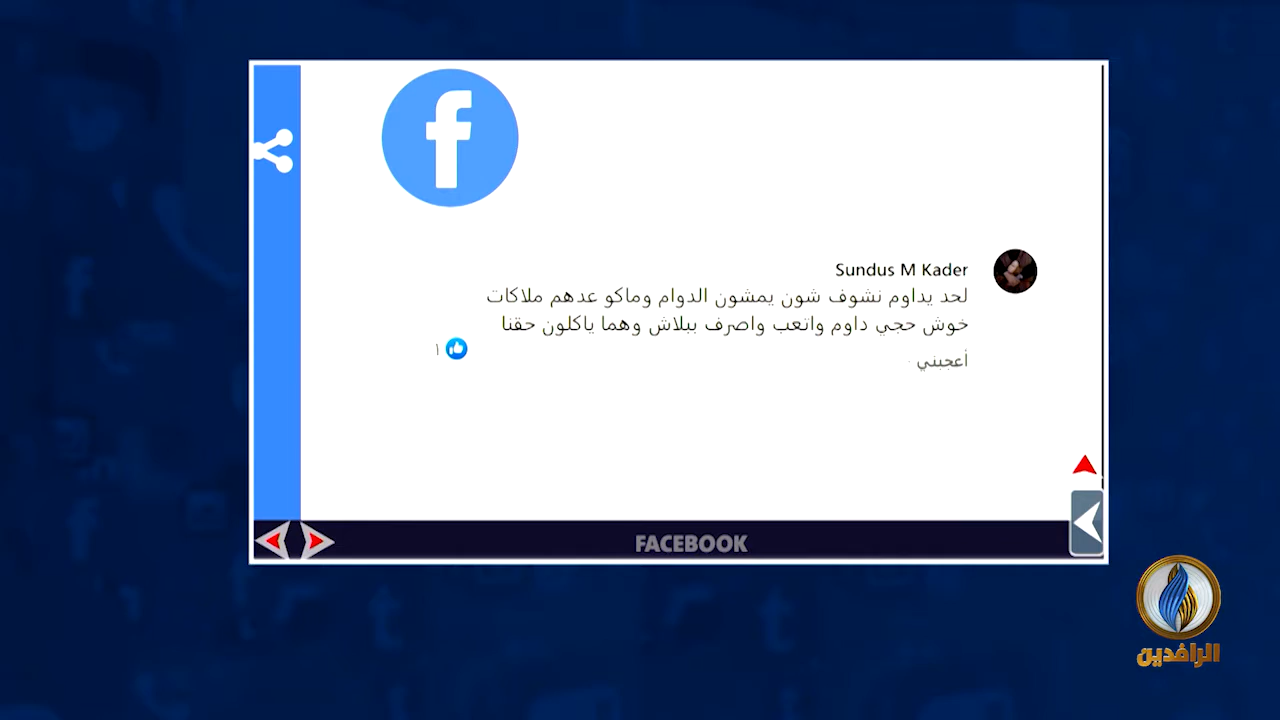 Sundus M Kader
لحد يداوم نشوف شون يمشون الدوام وماكو عدهم ملاكات
خوش حجي داوم واتعب واصرف ببلاش وهما ياكلون حقنا
١
أعجبني
FACEBOOK
الرافدين